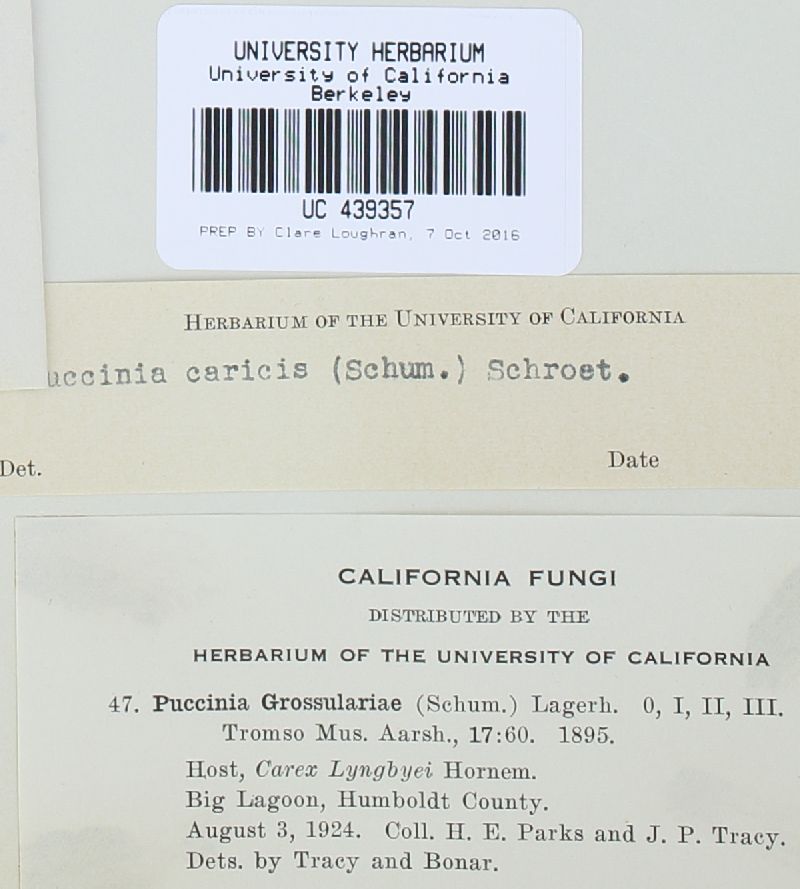 UNIVERSITY HERBARIUM
University of California
Berkeley
UC 439357
PREP BY Clare Loughran, 7 Oct 2016
HERBARIUM OF THE UNIVERSITY OF CALIFORNIA
uccinia caricis (Schum.) Schroet.
Det. Date
CALIFORNIA FUNGI
DISTRIBUTED BY THE
HERBARIUM OF THE UNIVERSITY OF CALIFORNIA
47. Puccinia Grossulariae (Schum.) Lagerh. 0, I, II, III.
Tromso Mus. Aarsh., 17:60. 1895.
Host, Carex Lyngbyei Hornem.
Big Lagoon, Humboldt County.
August 3, 1924. Coll. H. E. Parks and J. P. Tracy.
Dets. by Tracy and Bonar.